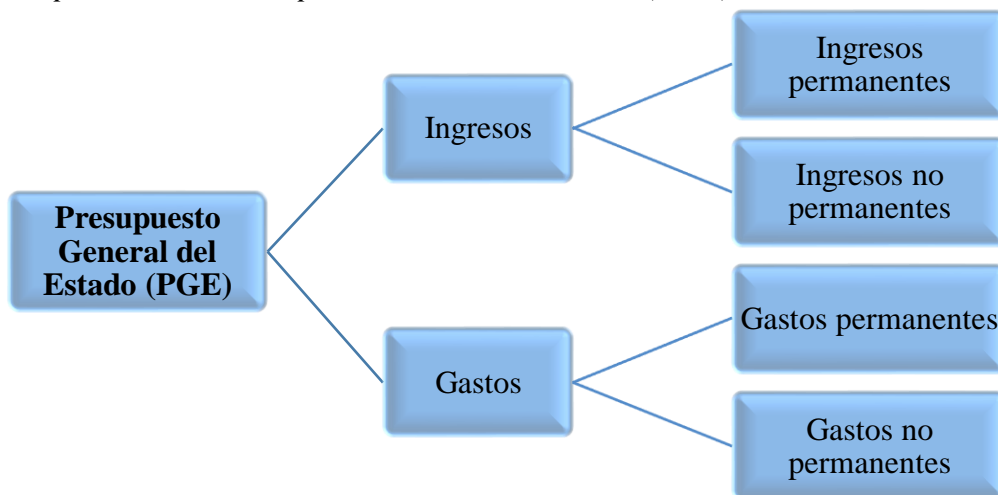 Ingresos
permanentes
Ingresos
Ingresos no
permanentes
Presupuesto
General del
Estado (PGE)
Gastos permanentes
Gastos
Gastos no
permanentes